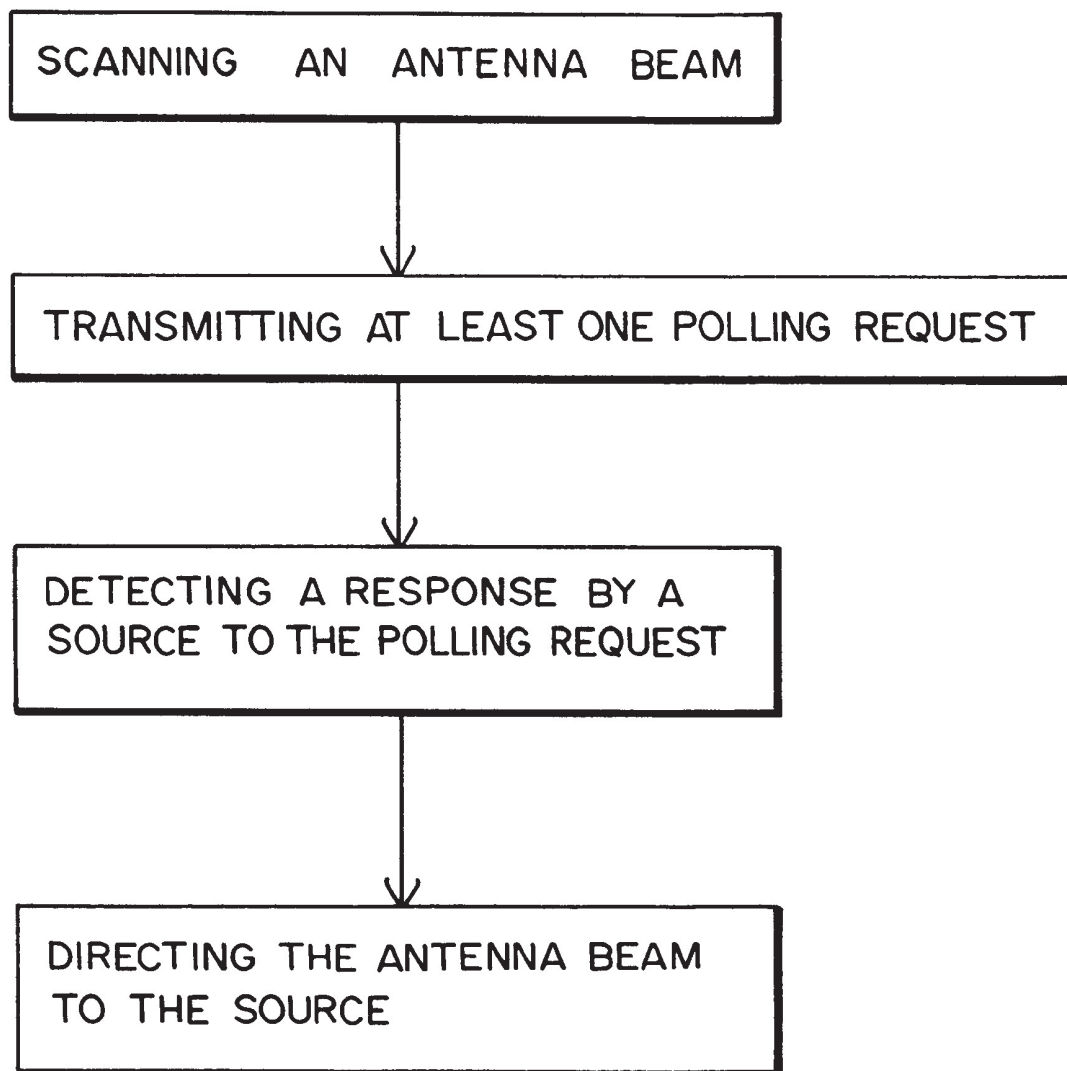 SCANNING AN ANTENNA BEAM
TRANSMITTING AT LEAST ONE POLLING REQUEST
DETECTING A RESPONSE BY A
SOURCE TO THE POLLING REQUEST
DIRECTING THE ANTENNA BEAM
TO THE SOURCE